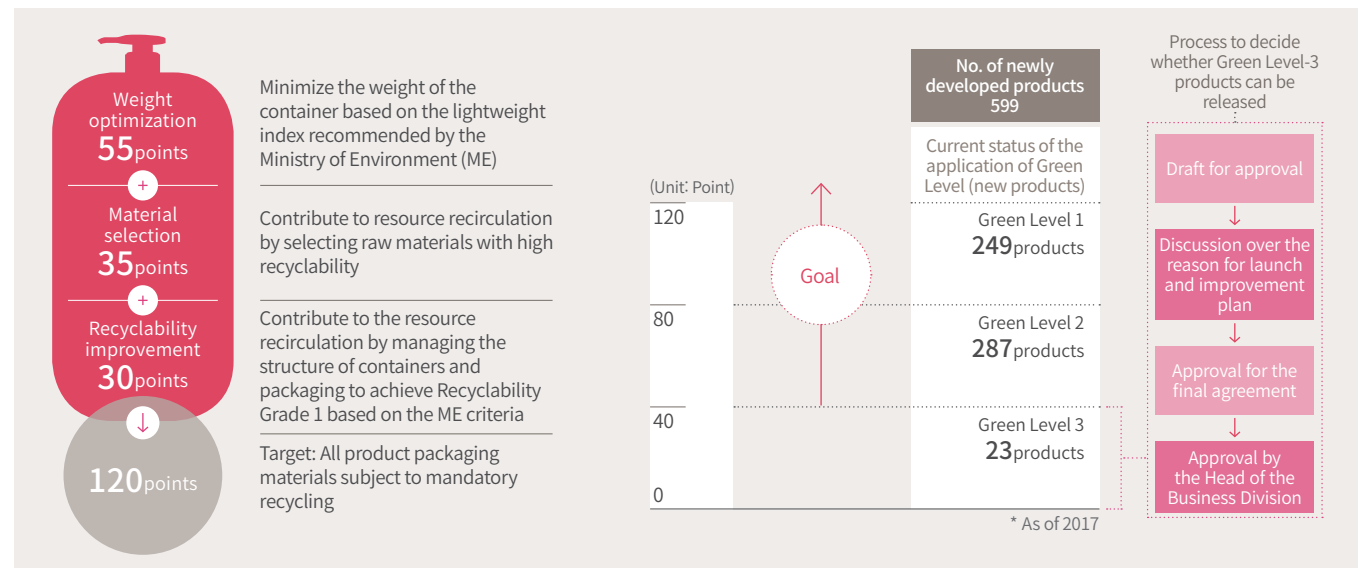 Weight
optimization
55points
+
Material
selection
35points
+
Recyclability
improvement
30points
120points
Minimize the weight of the
container based on the lightweight
index recommended by the
Ministry of Environment (ME)
Contribute to resource recirculation
by selecting raw materials with high
recyclability
Contribute to the resource
recirculation by managing the
structure of containers and
packaging to achieve Recyclability
Grade 1 based on the ME criteria
Target: All product packaging
materials subject to mandatory
recycling
(Unit: Point)
120
80
40
0
Goal
No. of newly
developed products
599
Current status of the
application of Green
Level (new products)
Green Level 1
249products
Green Level 2
287products
Green Level 3
23products
* As of 2017
Process to decide
whether Green Level-3
products can be
released
Draft for approval
Discussion over the
reason for launch
and improvement
plan
Approval for the
final agreement
Approval by
the Head of the
Business Division